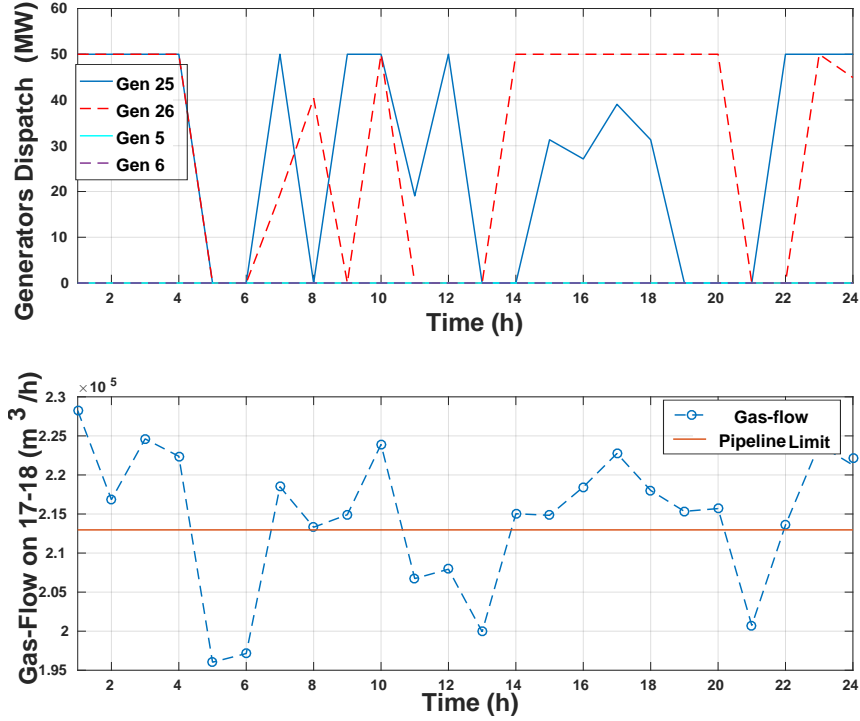 Generators Dispatch (MW)
60
50
40
30
20
10
0
Gen 25
Gen 26
Gen 5
Gen 6
2 4 6 8 10 12 14 16 18 20 22 24
Time (h)
Gas-Flow on 17-18 (m³/h)
×10⁵
2.3
2.25
2.2
2.15
2.1
2.05
2
1.95
Gas-flow
Pipeline Limit
2 4 6 8 10 12 14 16 18 20 22 24
Time (h)